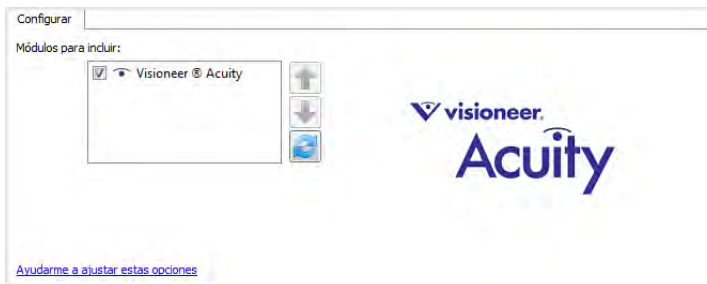 Configurar
Módulos para incluir:
Visioneer ® Acuity
visioneer.
Acuity
Ayudarme a ajustar estas opciones